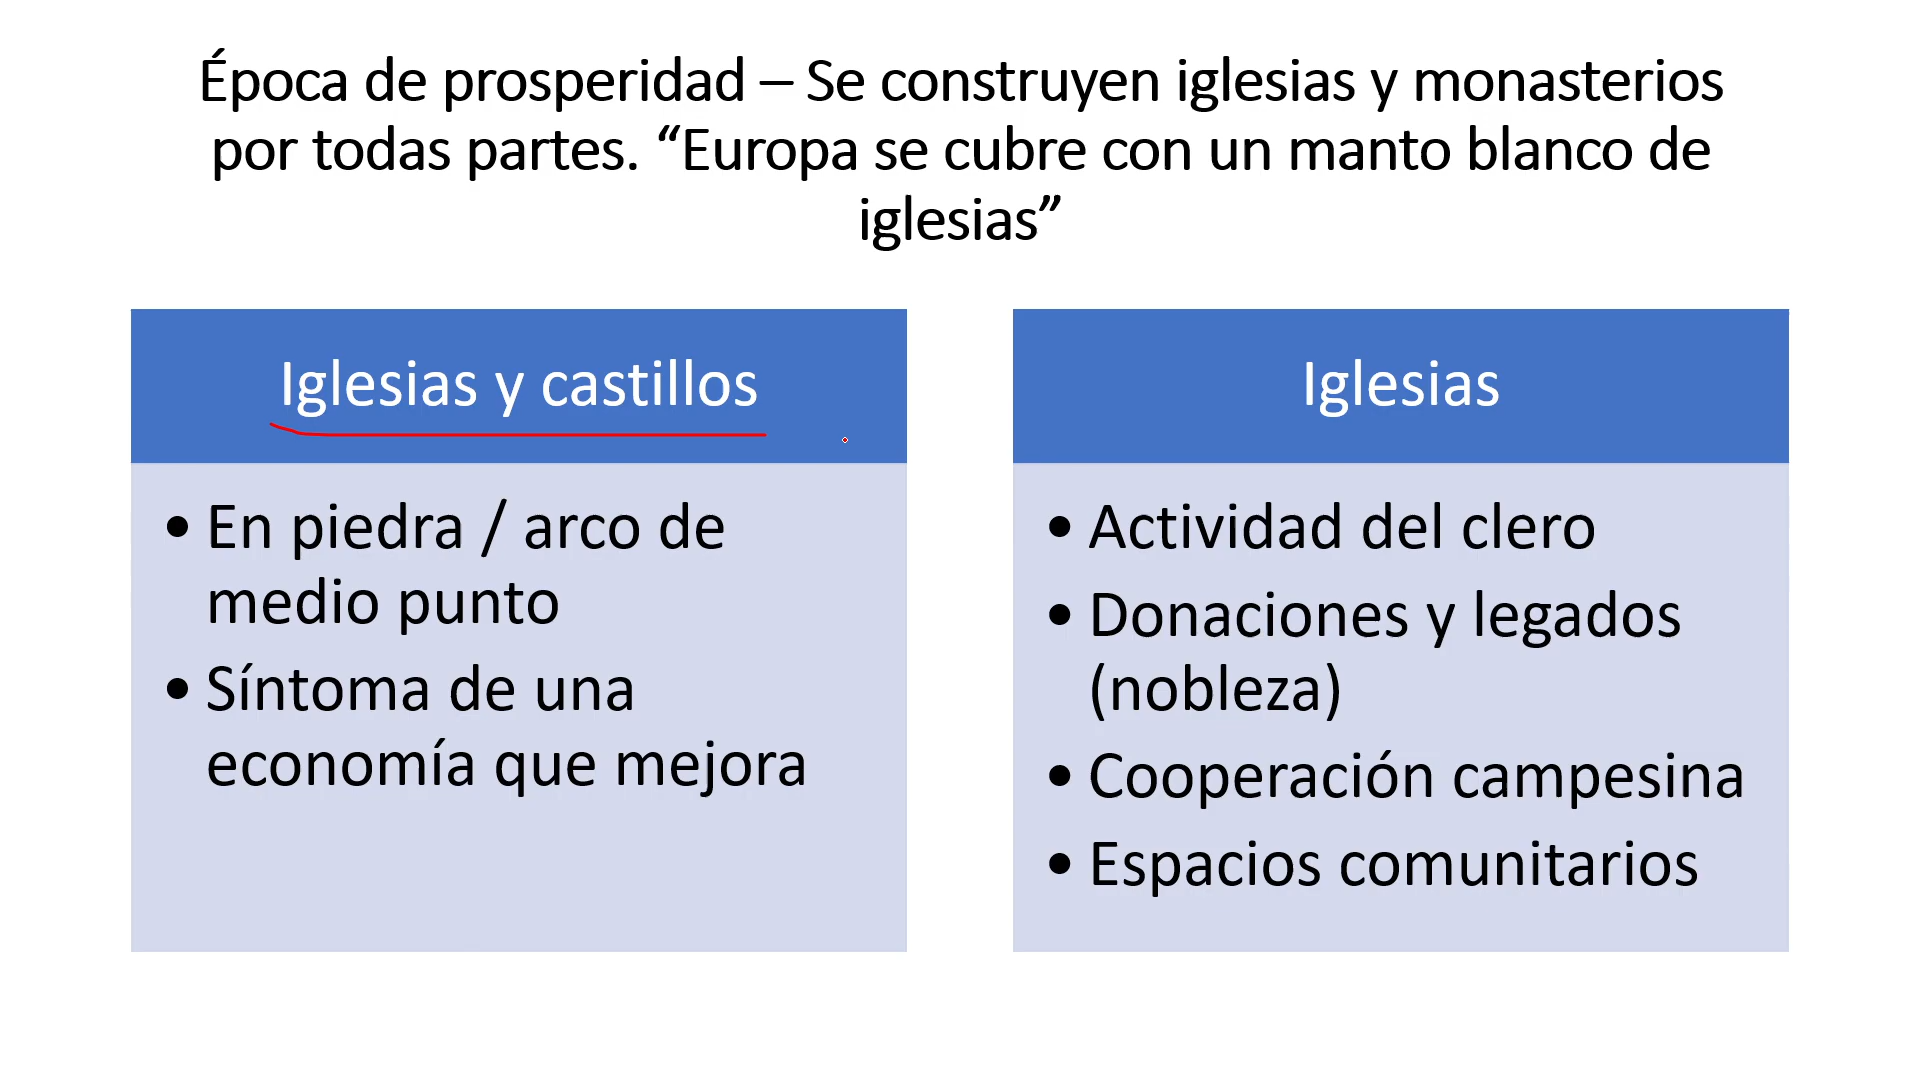 Época de prosperidad – Se construyen iglesias y monasterios
por todas partes. “Europa se cubre con un manto blanco de
iglesias”
Iglesias y castillos
• En piedra / arco de
medio punto
• Síntoma de una
economía que mejora
Iglesias
• Actividad del clero
• Donaciones y legados
(nobleza)
• Cooperación campesina
• Espacios comunitarios